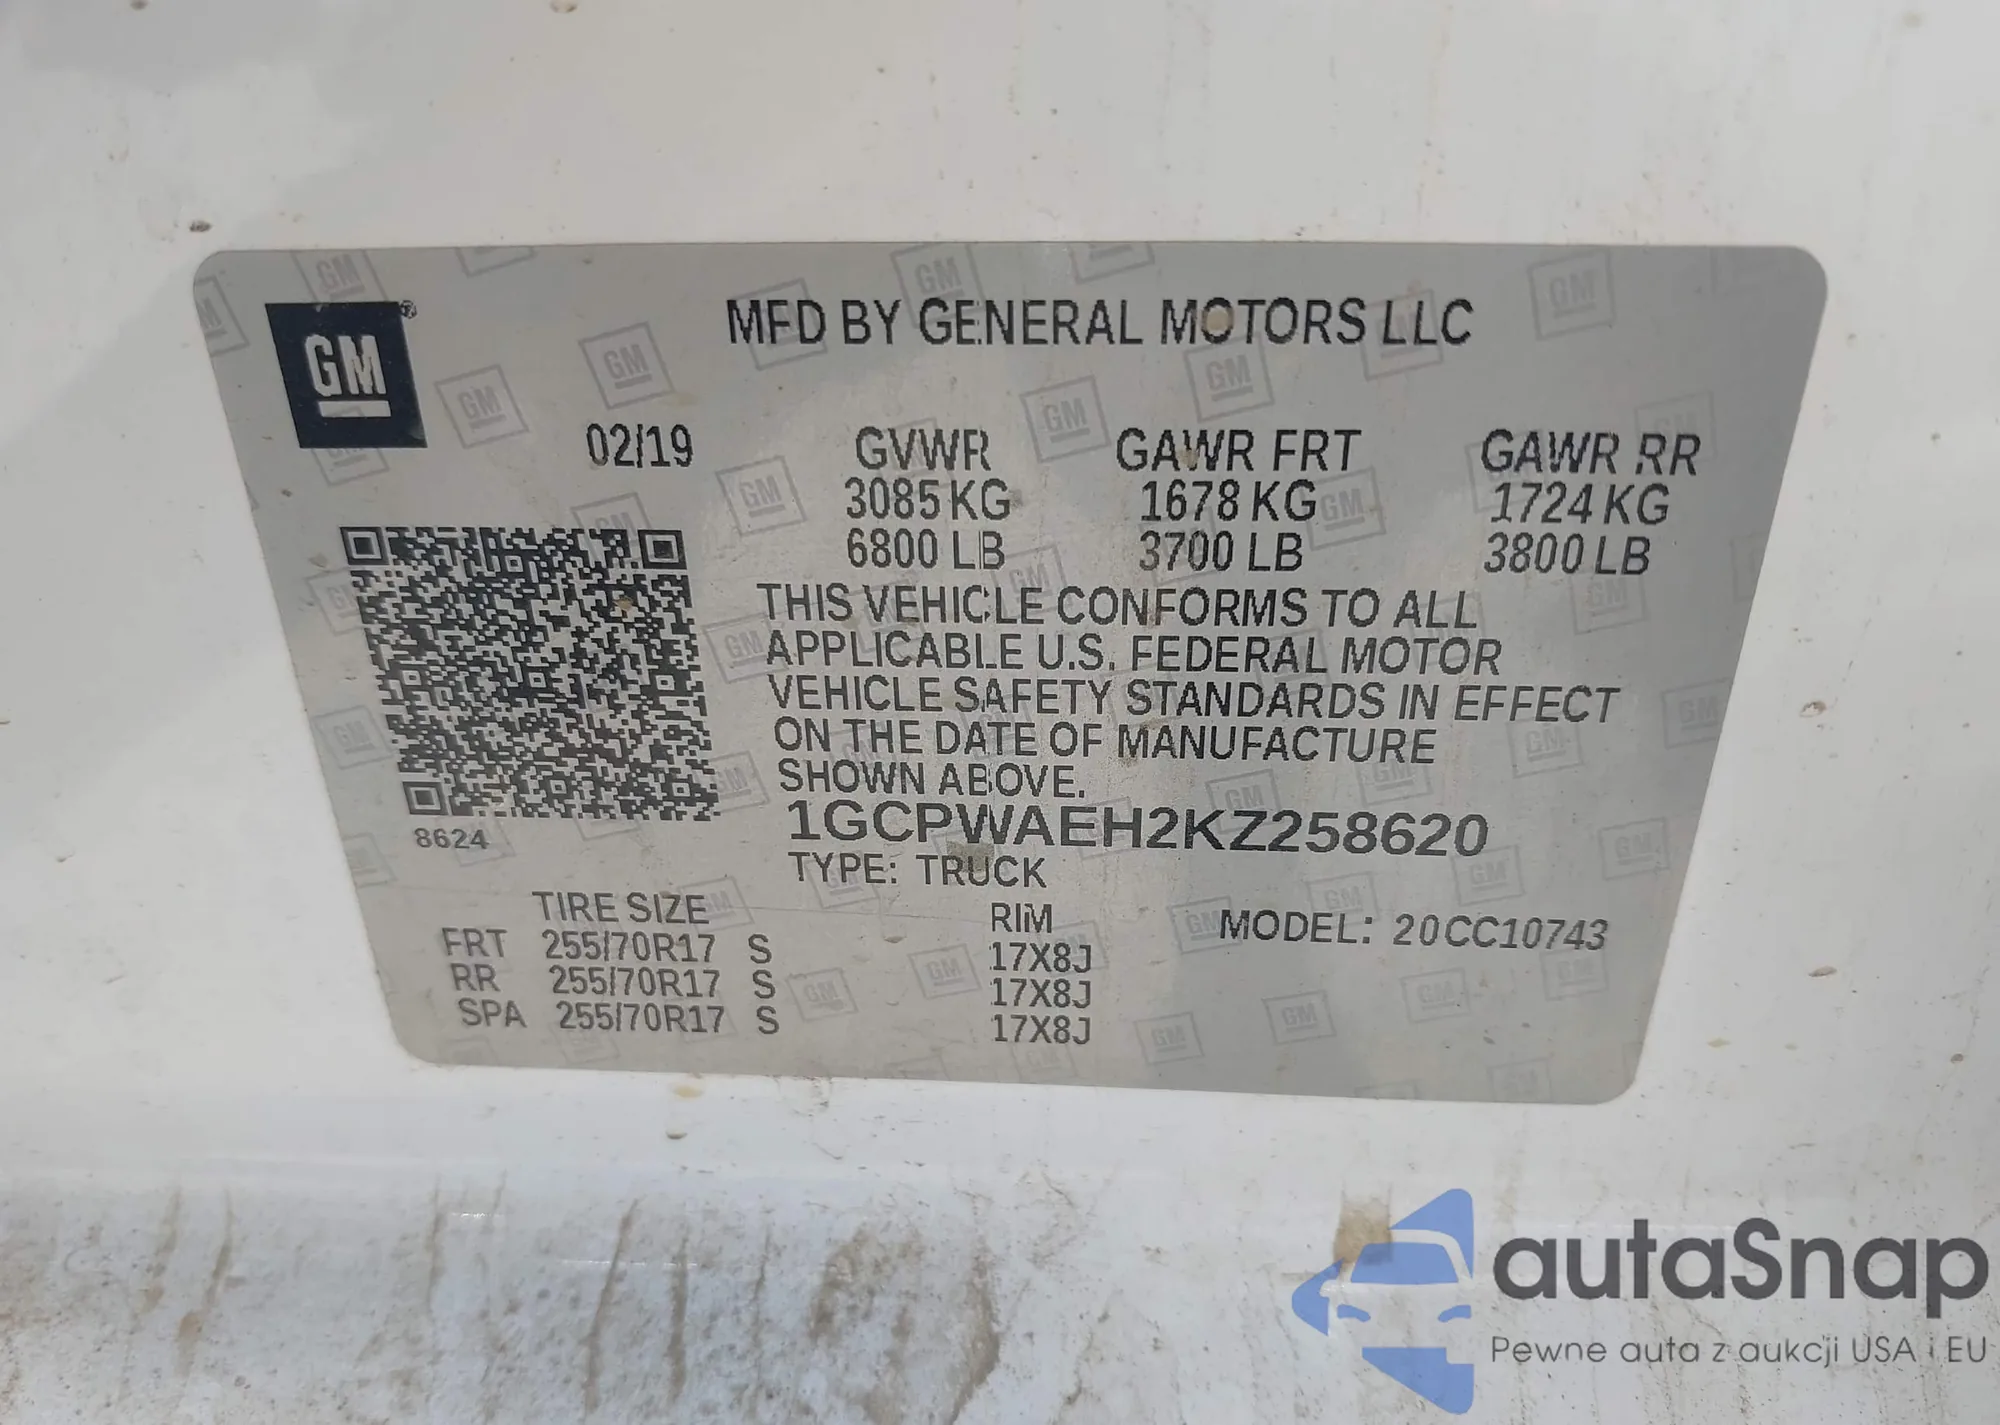 GM
MFD BY GENERAL MOTORS LLC
02/19
GVWR GAWR FRT GAWR RR
3085 KG 1678 KG 1724 KG
6800 LB 3700 LB 3800 LB
THIS VEHICLE CONFORMS TO ALL
APPLICABLE U.S. FEDERAL MOTOR
VEHICLE SAFETY STANDARDS IN EFFECT
ON THE DATE OF MANUFACTURE
SHOWN ABOVE.
1GCPWAEH2KZ258620
8624
TYPE: TRUCK
TIRE SIZE RIM MODEL: 20CC10743
FRT 255/70R17 S 17X8J
RR 255/70R17 S 17X8J
SPA 255/70R17 S 17X8J
autaSnap
Pewne auta z aukcji USA i EU